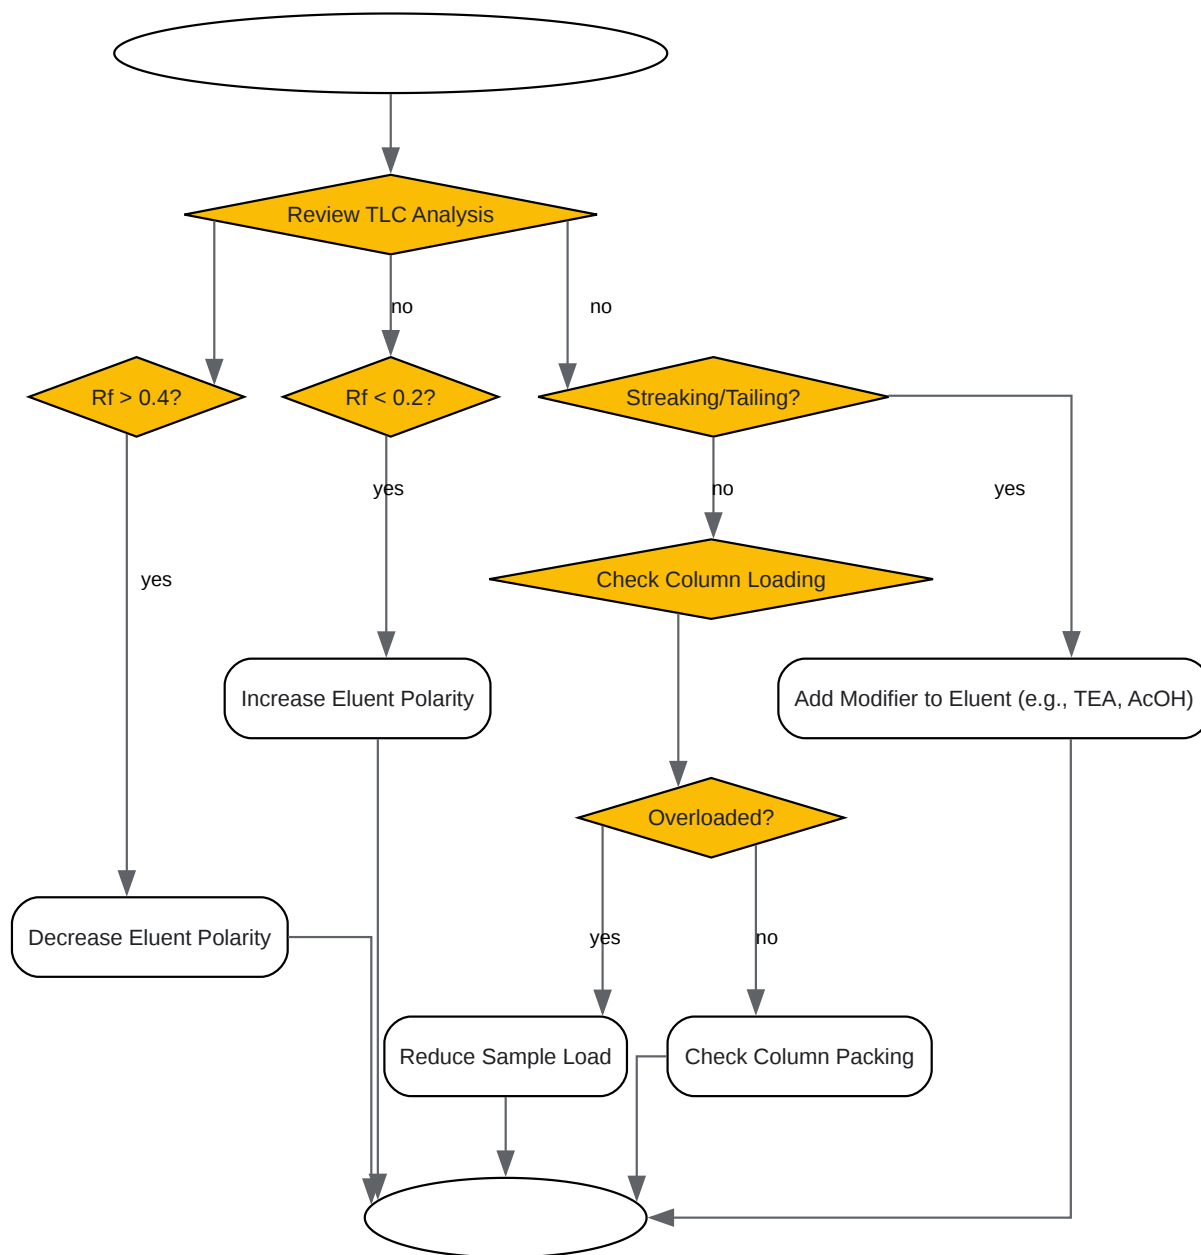 Review TLC Analysis
no
no
Rf > 0.4?
Rf < 0.2?
Streaking/Tailing?
yes
no
yes
yes
Check Column Loading
Increase Eluent Polarity
Add Modifier to Eluent (e.g., TEA, AcOH)
Overloaded?
Decrease Eluent Polarity
yes
no
Reduce Sample Load
Check Column Packing